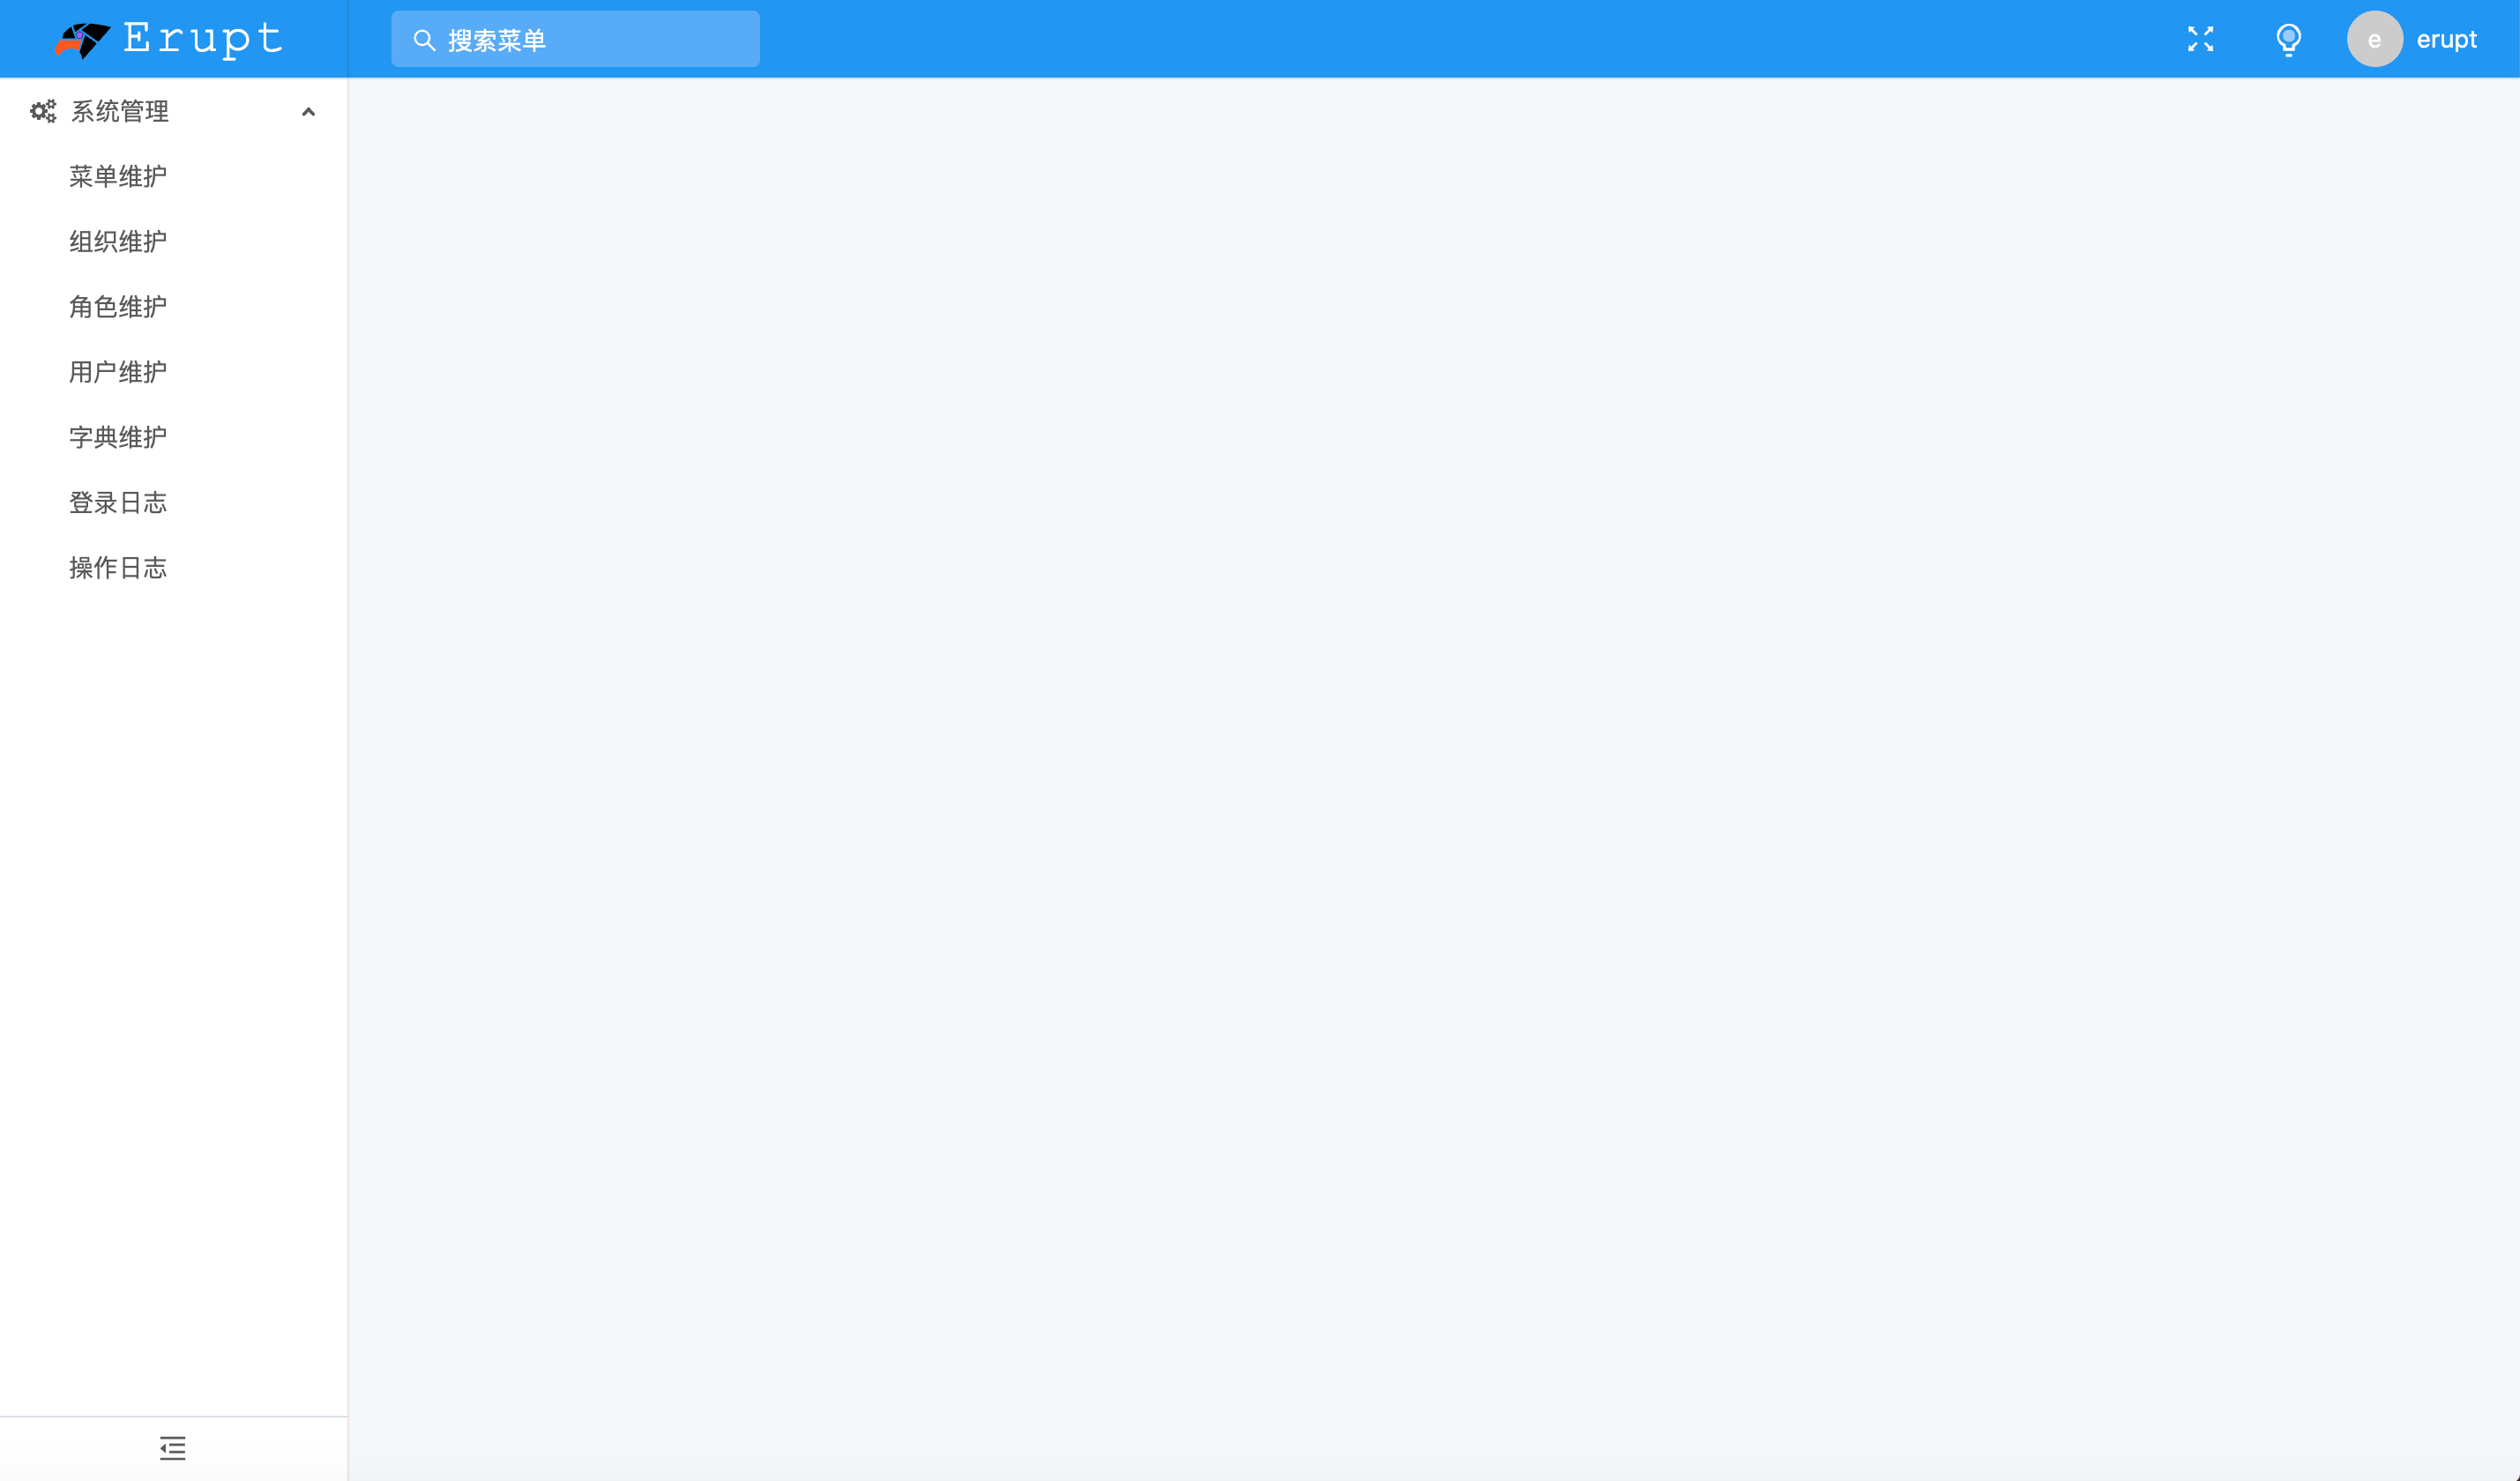 Erupt
搜索菜单
e
erupt
系统管理
菜单维护
组织维护
角色维护
用户维护
字典维护
登录日志
操作日志